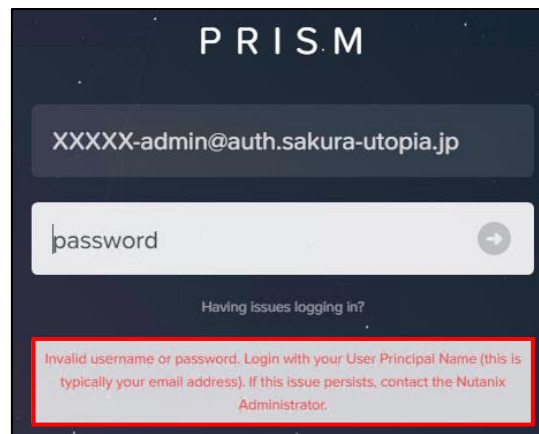 PRISM
XXXXX-admin@auth.sakura-utopia.jp
password
Having issues logging in?
Invalid username or password. Login with your User Principal Name (this is
typically your email address). If this issue persists, contact the Nutanix
Administrator.